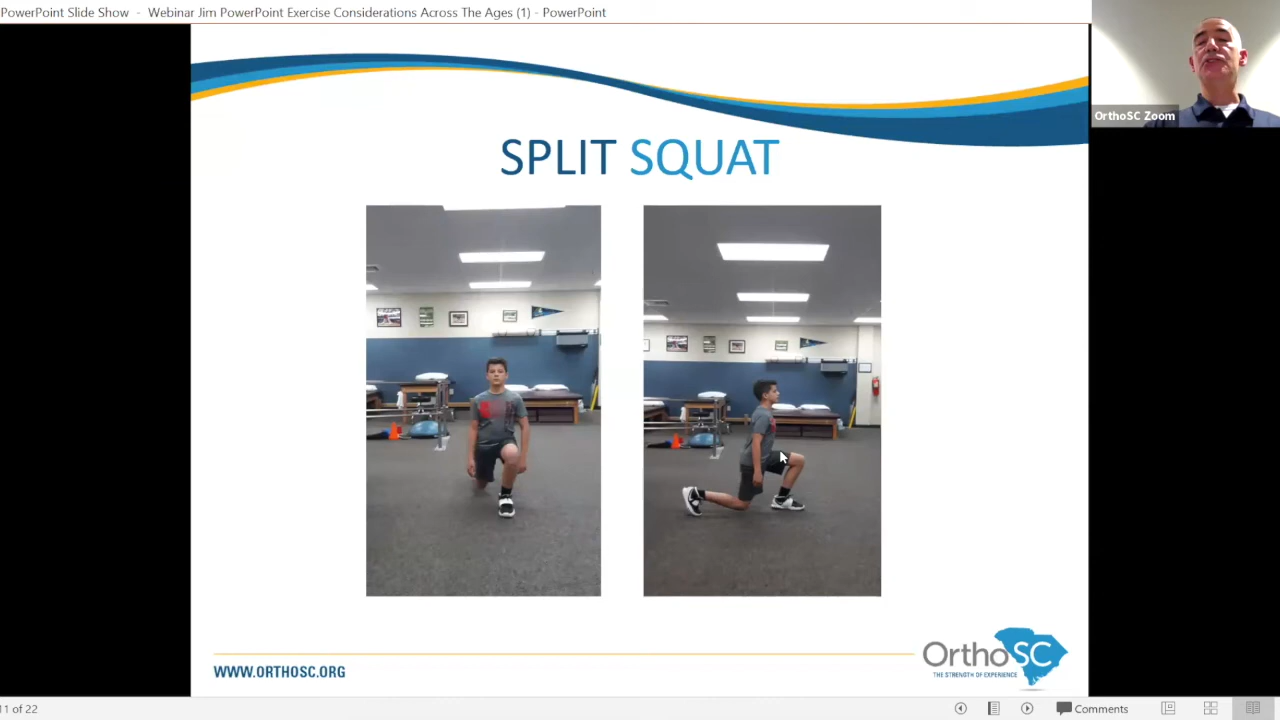 PowerPoint Slide Show - Webinar Jim PowerPoint Exercise Considerations Across The Ages (1) - PowerPoint
OrthoSC Zoom
SPLIT SQUAT
WWW.ORTHOSC.ORG
OrthoSC
THE STRENGTH OF EXPERIENCE
11 of 22
Comments